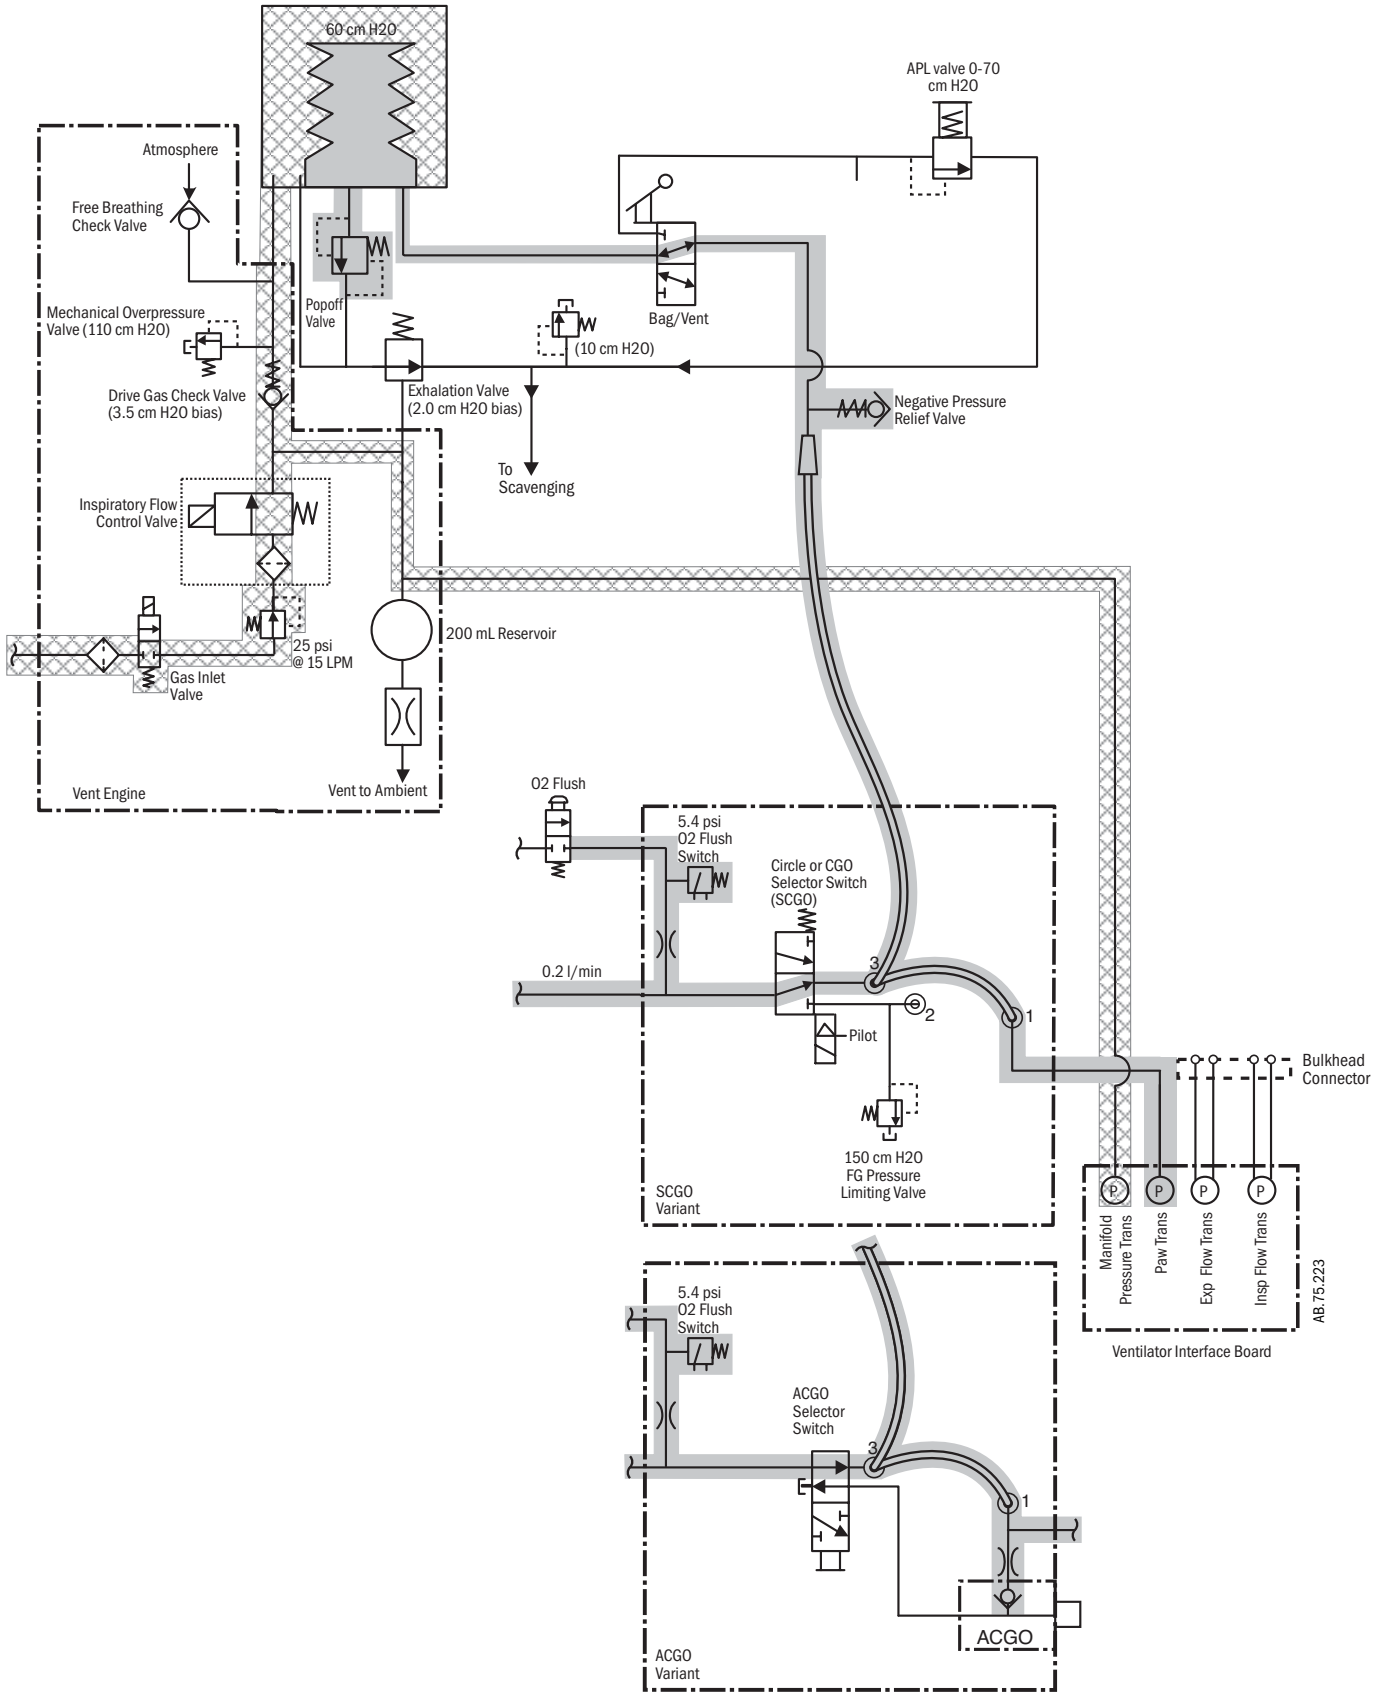 60 cm H2O
APL valve 0-70
cm H2O
Atmosphere
Free Breathing
Check Valve
Mechanical Overpressure
Valve (110 cm H2O)
Popoff
Valve
Bag/Vent
(10 cm H2O)
Drive Gas Check Valve
(3.5 cm H2O bias)
Exhalation Valve
(2.0 cm H2O bias)
Negative Pressure
Relief Valve
To
Scavenging
Inspiratory Flow
Control Valve
200 mL Reservoir
25 psi
@ 15 LPM
Gas Inlet
Valve
Vent Engine
Vent to Ambient
O2 Flush
5.4 psi
O2 Flush
Switch
Circle or CGO
Selector Switch
(SCGO)
0.2 l/min
3
2
1
Pilot
Bulkhead
Connector
150 cm H2O
FG Pressure
Limiting Valve
SCGO
Variant
P
P
P
P
Manifold
Pressure Trans
Paw Trans
Exp Flow Trans
Insp Flow Trans
AB.75.223
Ventilator Interface Board
5.4 psi
O2 Flush
Switch
ACGO
Selector
Switch
3
1
ACGO
ACGO
Variant